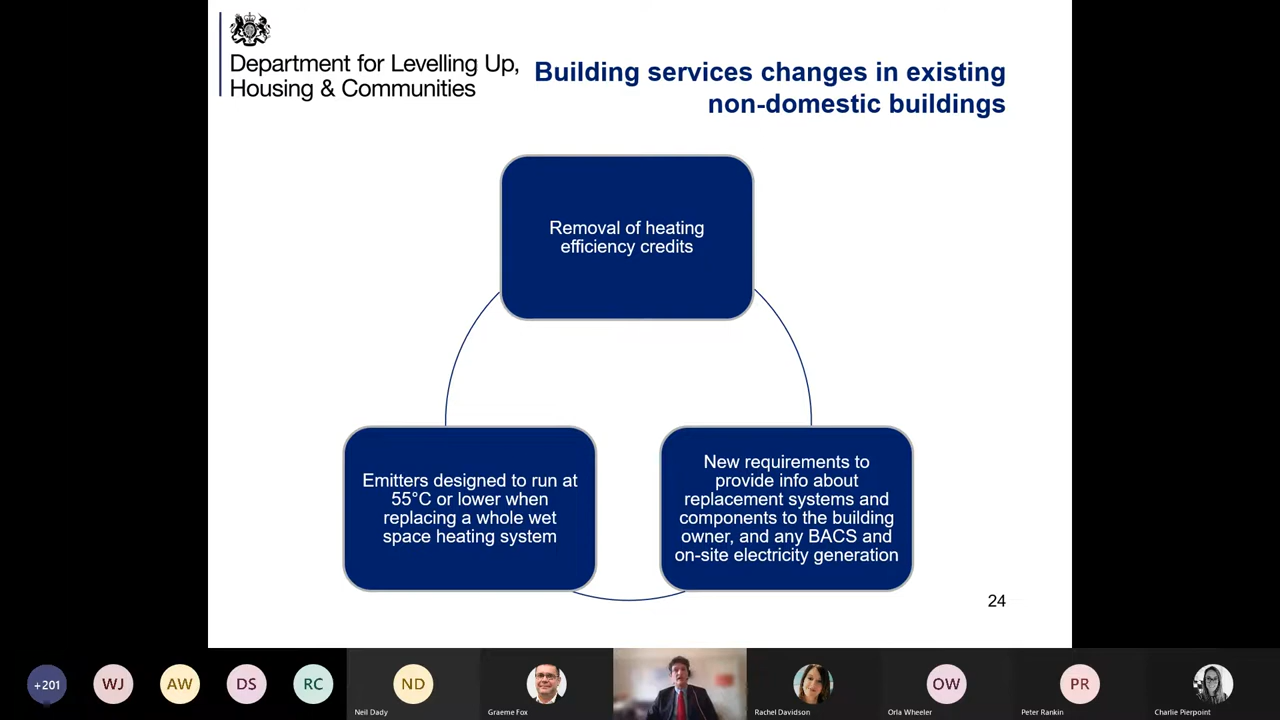 Department for Levelling Up,
Housing & Communities
Building services changes in existing
non-domestic buildings
Removal of heating
efficiency credits
Emitters designed to run at
55°C or lower when
replacing a whole wet
space heating system
New requirements to
provide info about
replacement systems and
components to the building
owner, and any BACS and
on-site electricity generation
24
+201
WJ
AW
DS
RC
ND
OW
PR
Neil Dady
Graeme Fox
Rachel Davidson
Orla Wheeler
Peter Rankin
Charlie Pierpoint